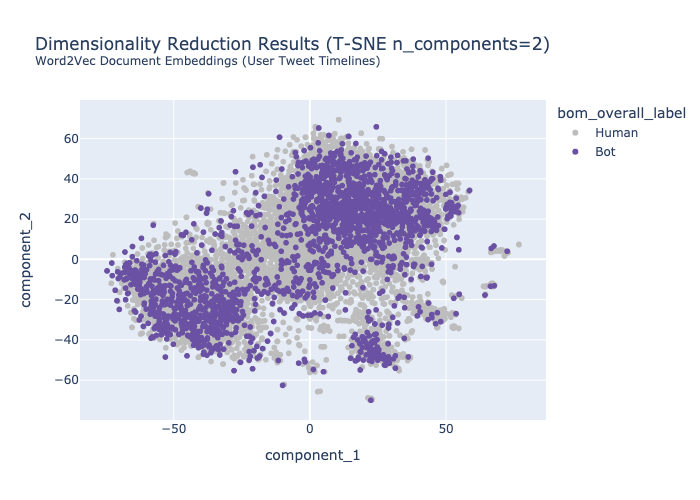 Dimensionality Reduction Results (T-SNE n_components=2)
Word2Vec Document Embeddings (User Tweet Timelines)
bom_overall_label
Human
Bot
component_2
60
40
20
0
−20
−40
−60
−50
0
50
component_1